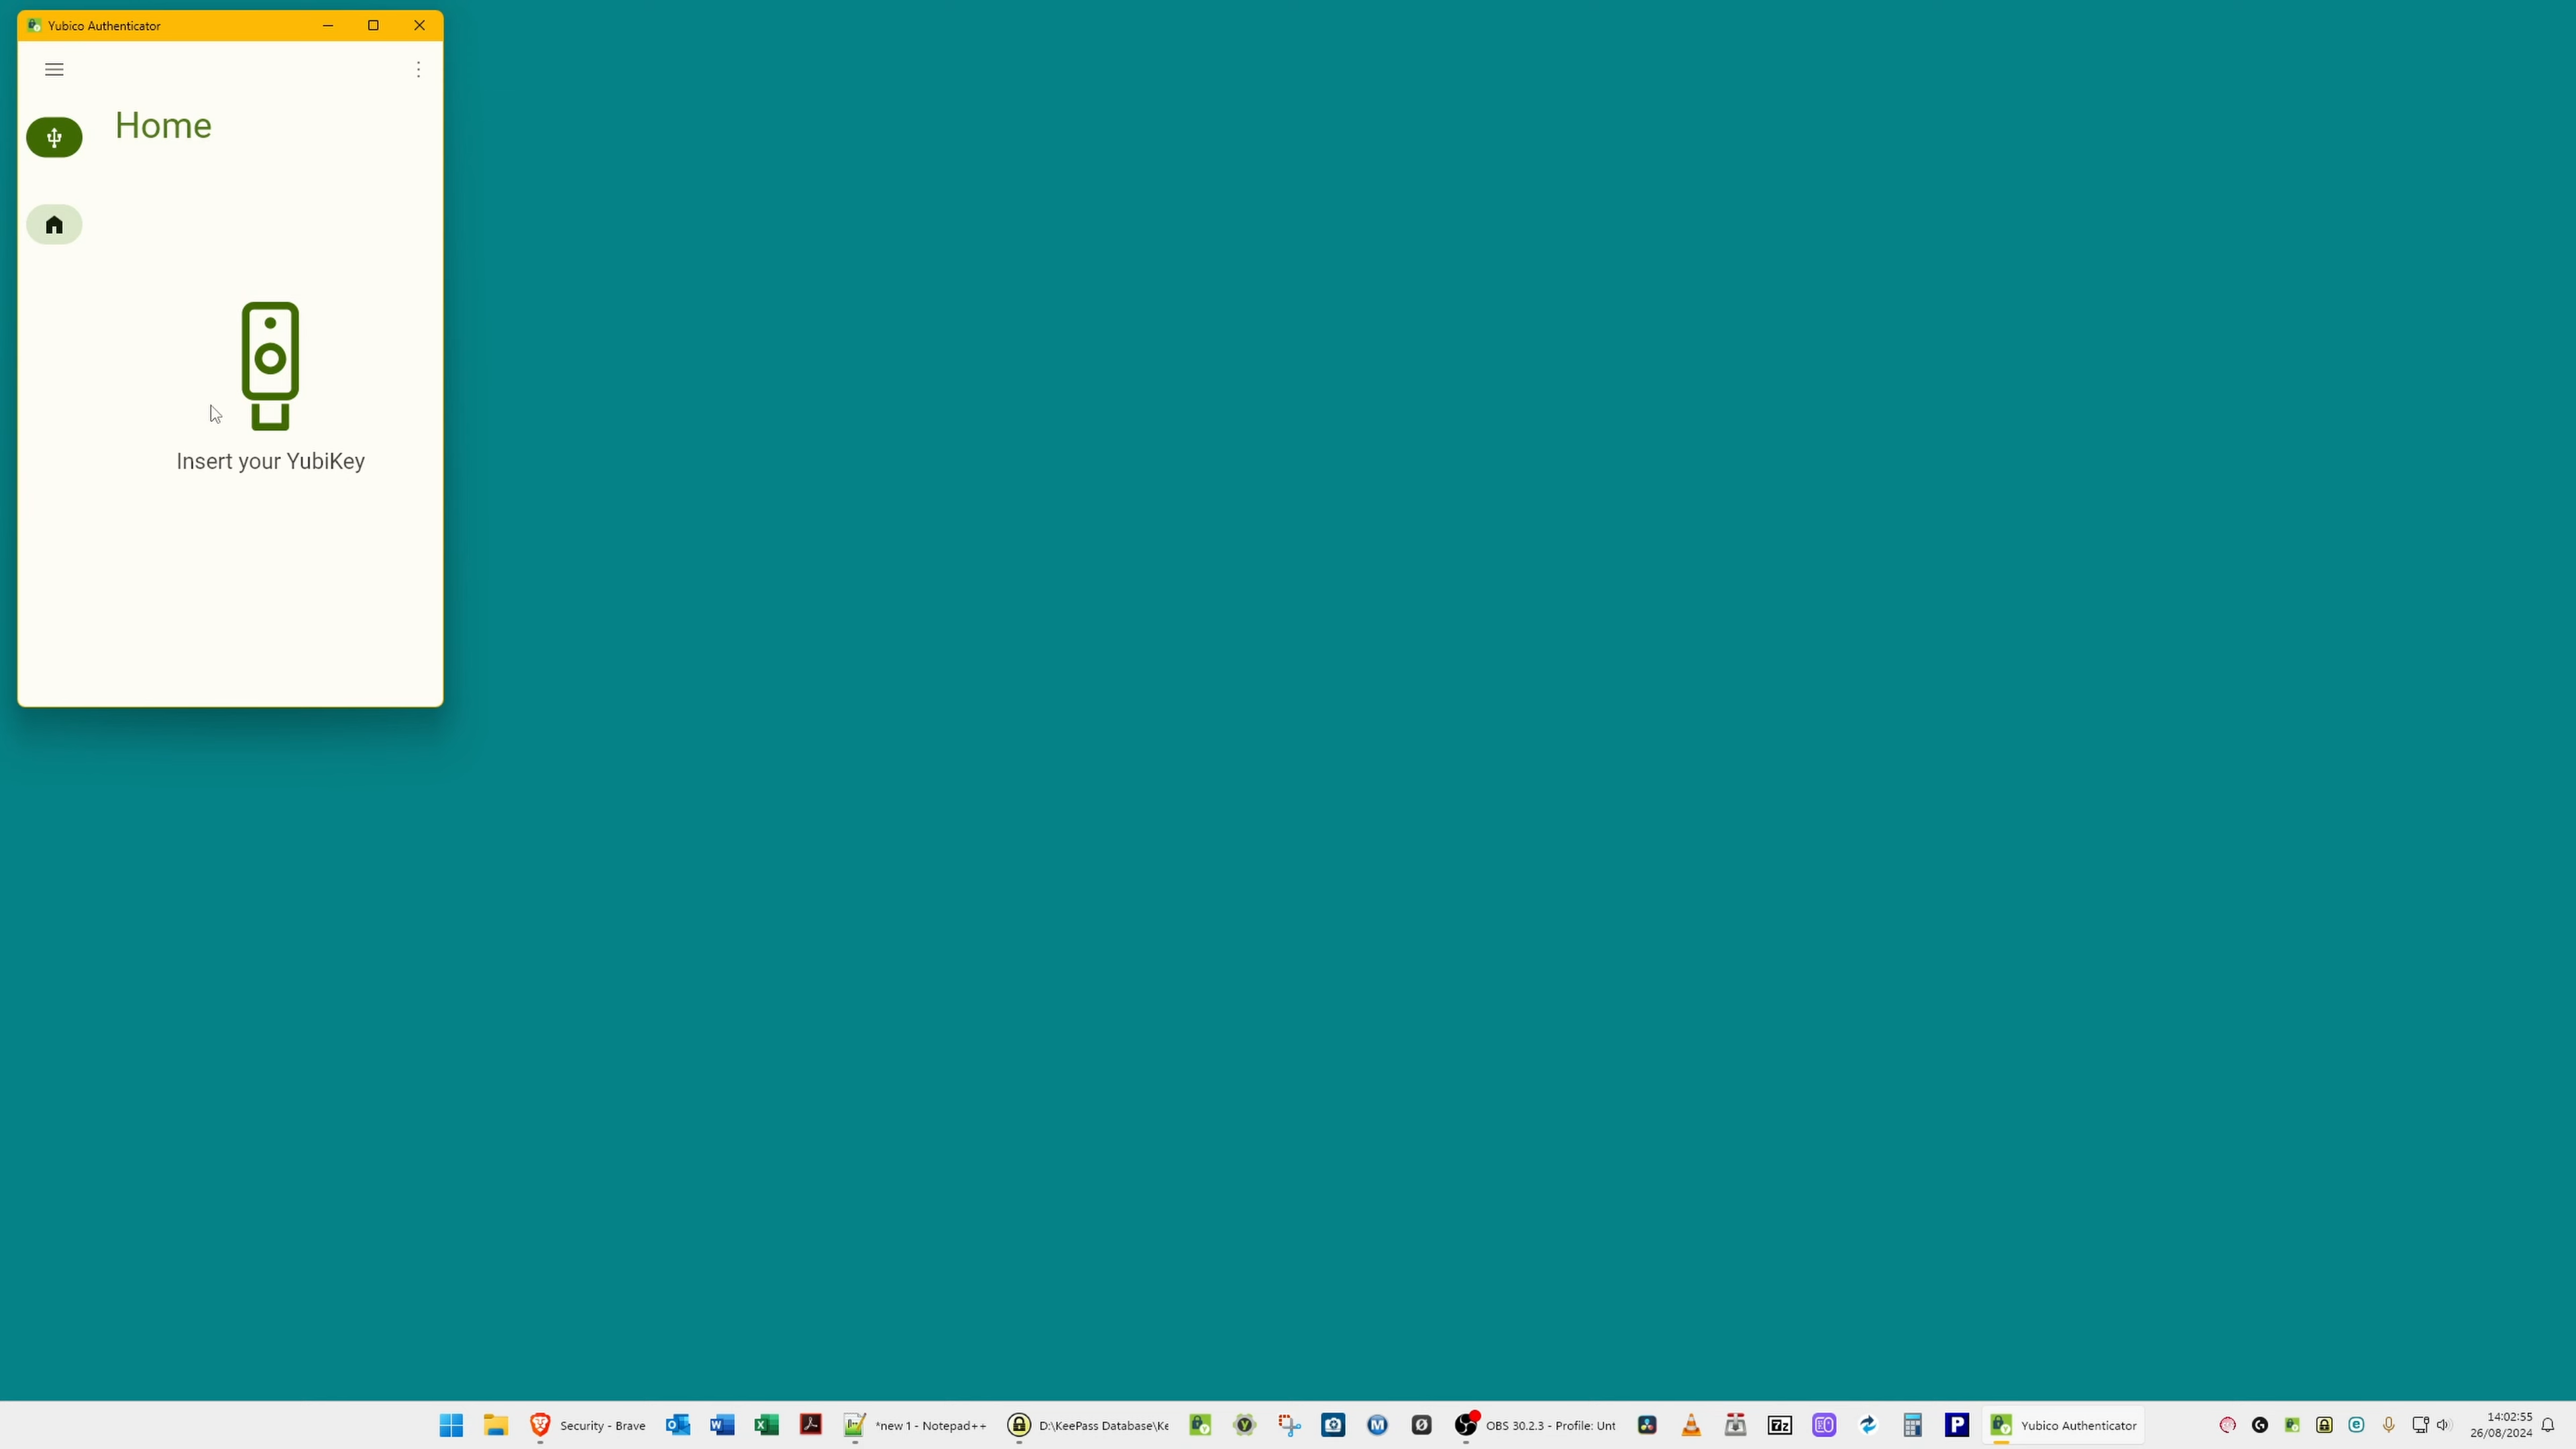 Yubico Authenticator
Home
Insert your YubiKey
Security - Brave
*new 1 - Notepad++
D:\KeePass Database\Ke
OBS 30.2.3 - Profile: Unt
7z
P
Yubico Authenticator
14:02:55
26/08/2024